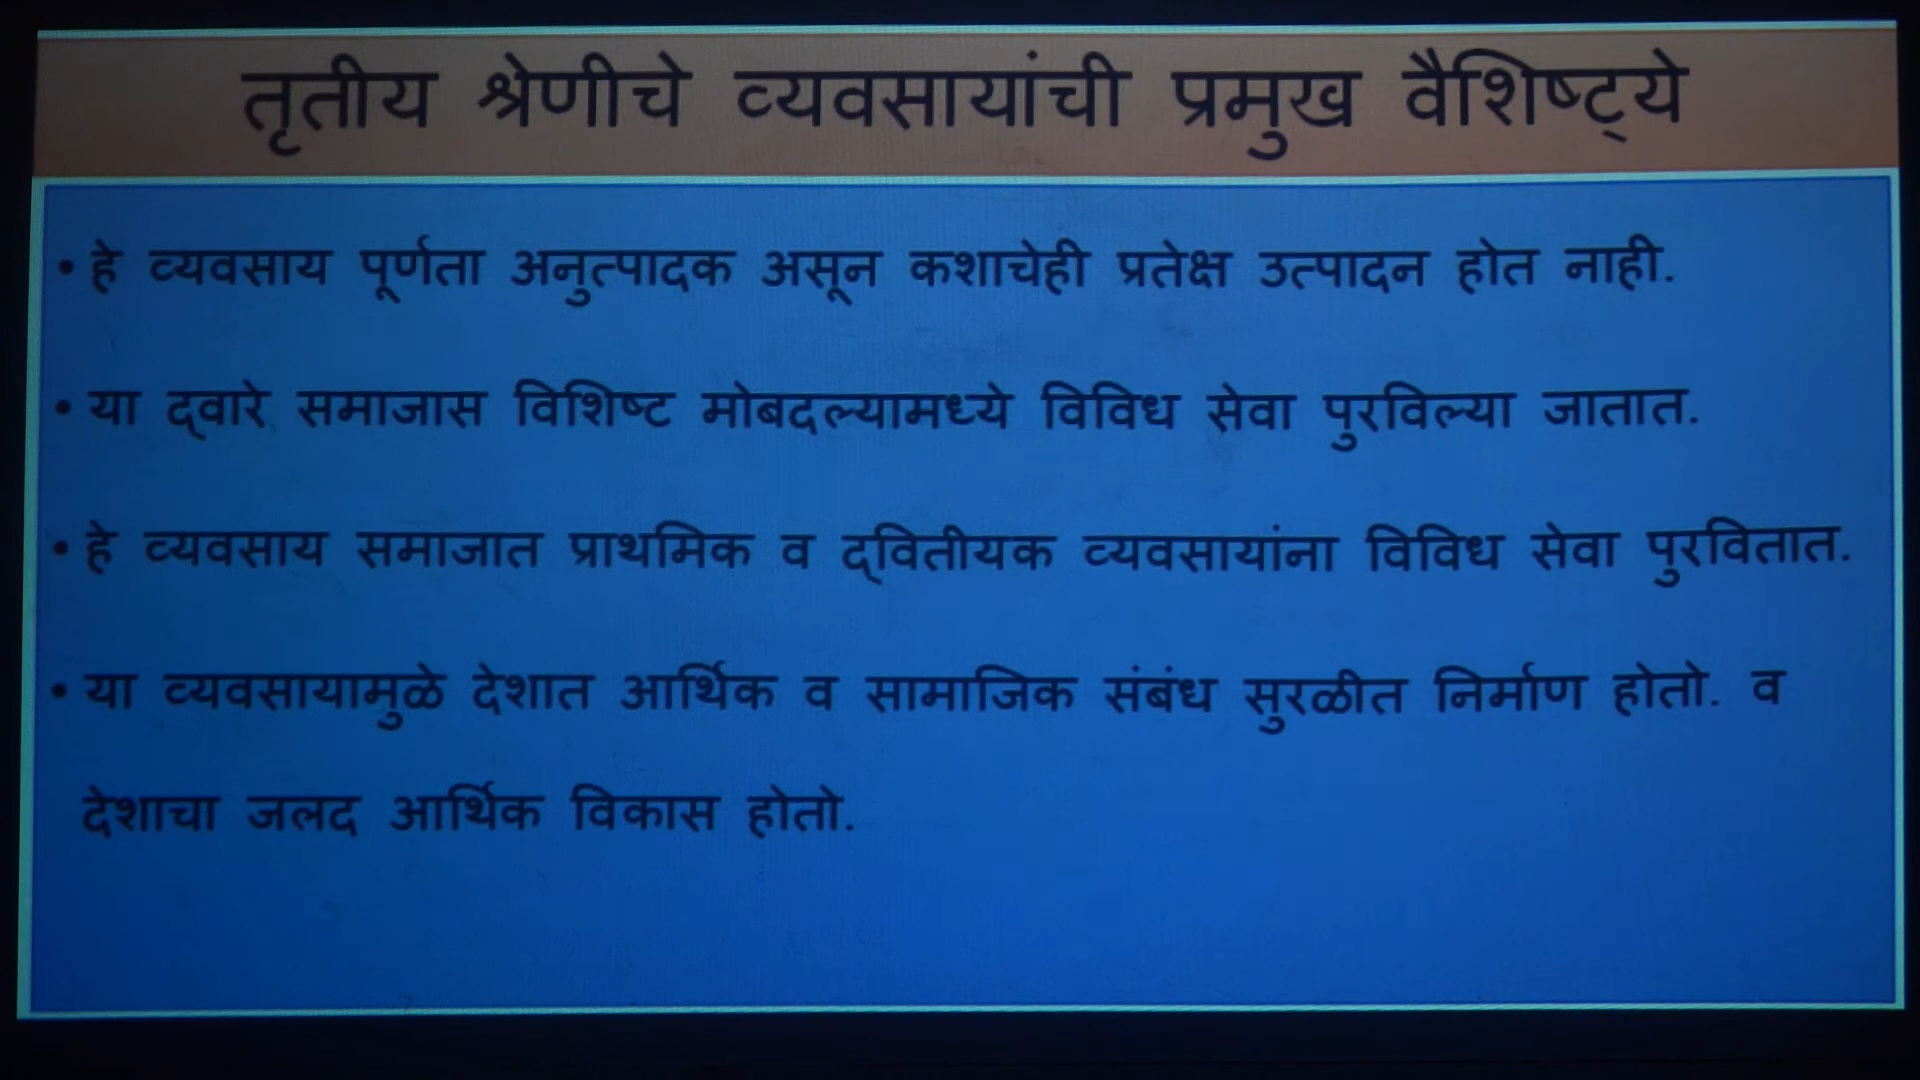 तृतीय श्रेणीचे व्यवसायांची प्रमुख वैशिष्ट्ये
• हे व्यवसाय पूर्णता अनुत्पादक असून कशाचेही प्रतेक्ष उत्पादन होत नाही.
• या द्वारे समाजास विशिष्ट मोबदल्यामध्ये विविध सेवा पुरविल्या जातात.
• हे व्यवसाय समाजात प्राथमिक व द्वितीयक व्यवसायांना विविध सेवा पुरवितात.
• या व्यवसायामुळे देशात आर्थिक व सामाजिक संबंध सुरळीत निर्माण होतो. व
देशाचा जलद आर्थिक विकास होतो.